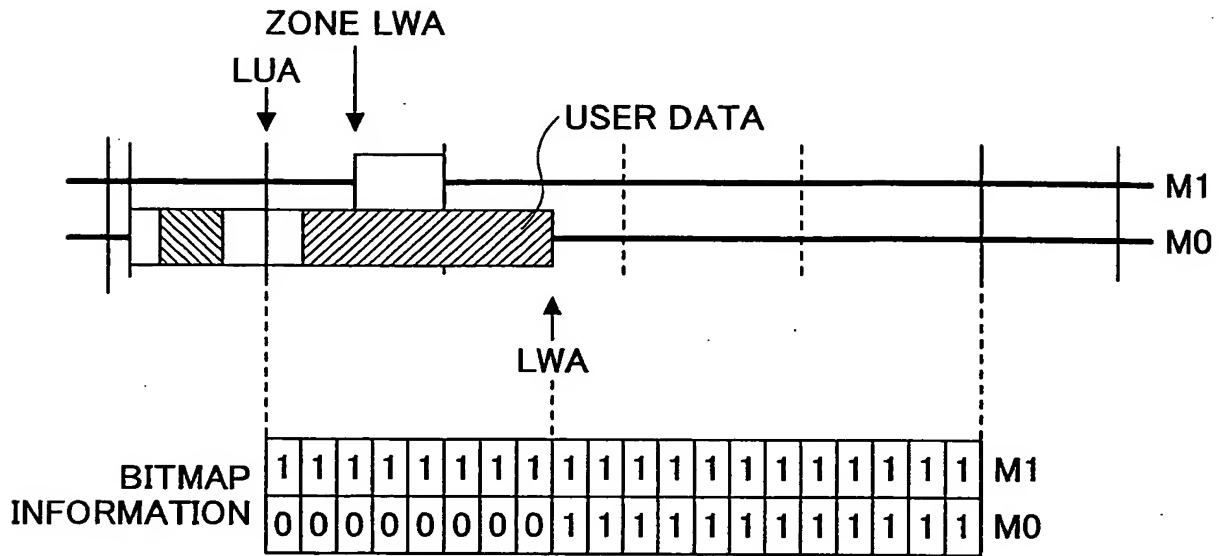 ZONE LWA
LUA
USER DATA
M1
M0
LWA
BITMAP INFORMATION
1 1 1 1 1 1 1 1 1 1 1 1 1 1 1 1 1 1 1 1 M1
0 0 0 0 0 0 0 0 1 1 1 1 1 1 1 1 1 1 1 1 M0